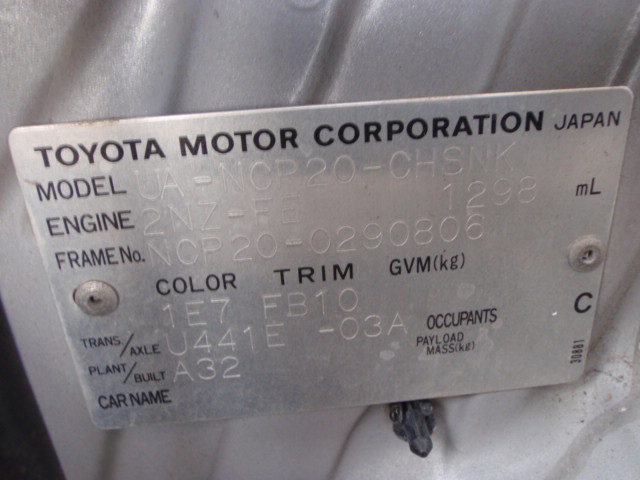 TOYOTA MOTOR CORPORATION JAPAN
MODEL UA-NCP20-CHSNK
ENGINE 2NZ-FE 1298 mL
FRAME No. NCP20-0290806
COLOR TRIM GVM(kg)
1E7 FB10 C
TRANS/AXLE U441E -03A OCCUPANTS
PLANT/BUILT A32 PAYLOAD MASS(kg)
CAR NAME
30881